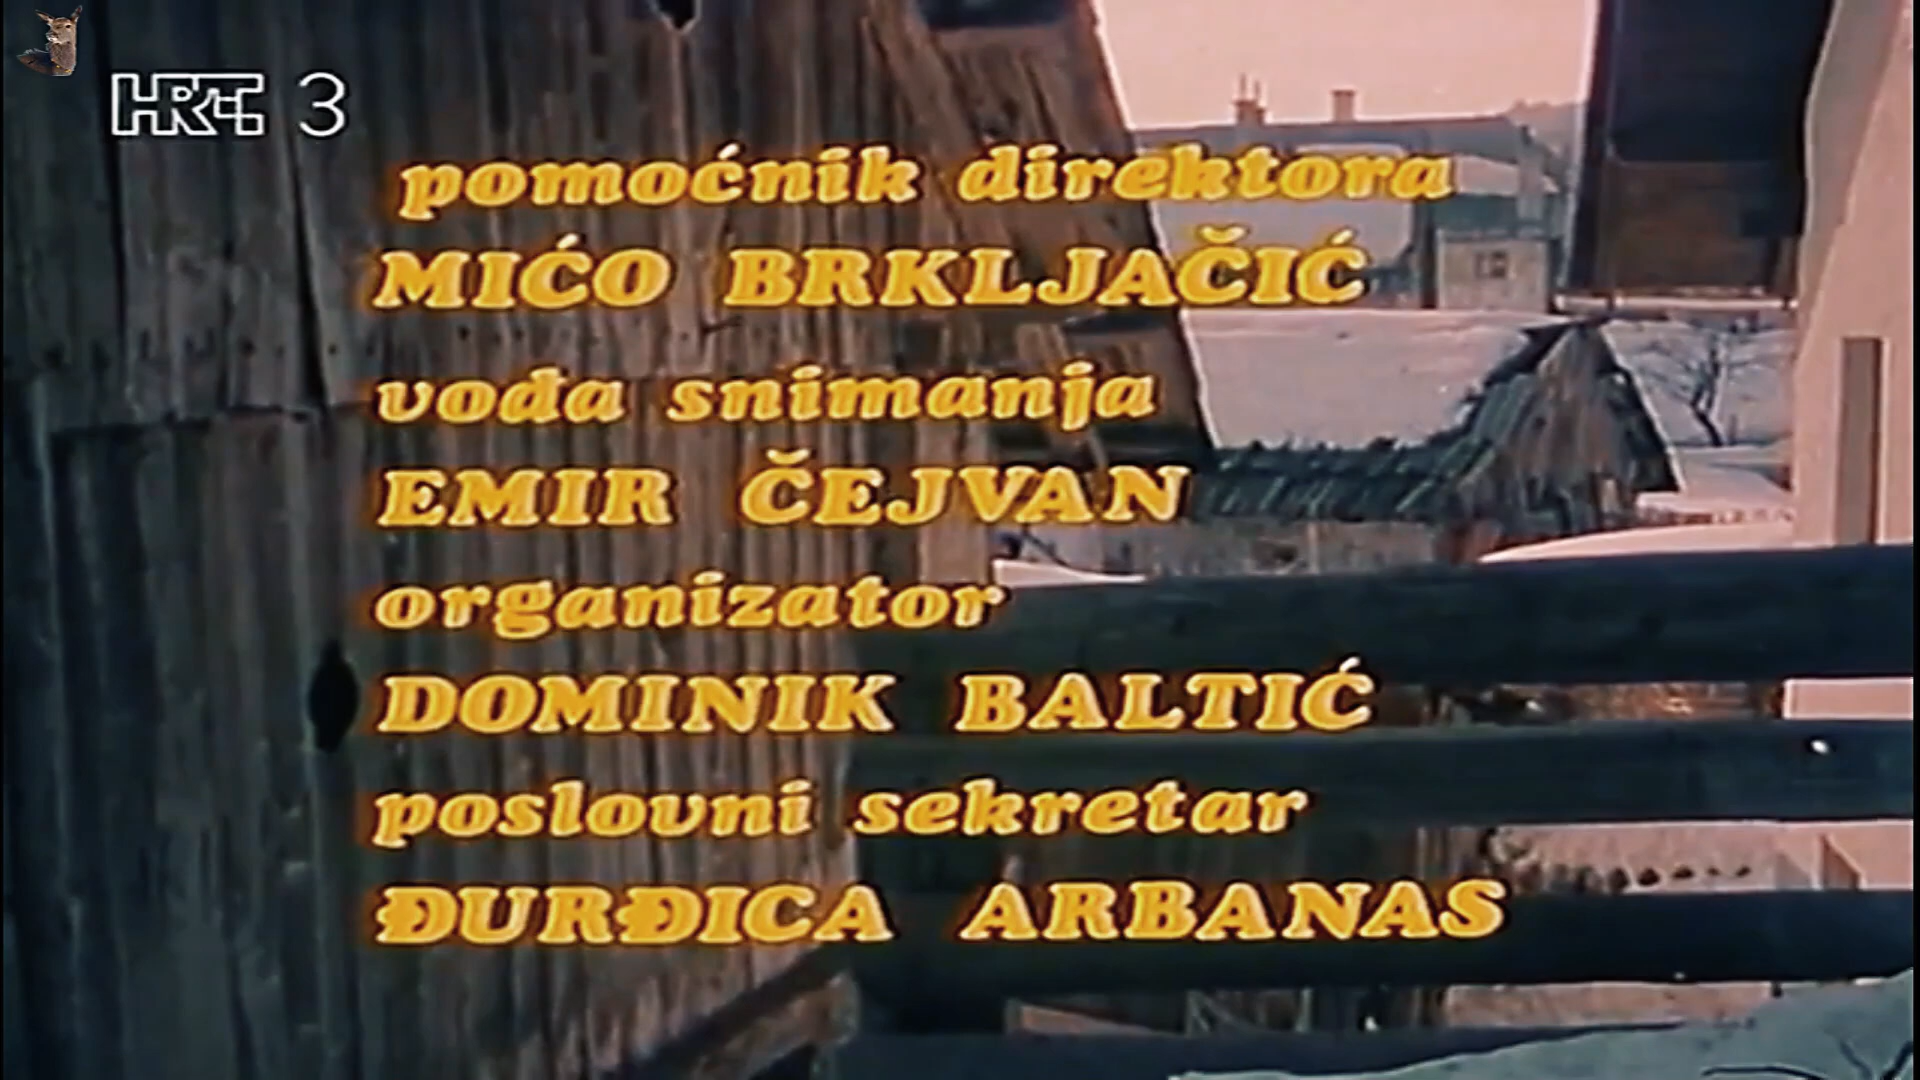 HRT 3
pomoćnik direktora
MIĆO BRKLJAČIĆ
vođa snimanja
EMIR ČEJVAN
organizator
DOMINIK BALTIĆ
poslovni sekretar
ĐURĐICA ARBANAS